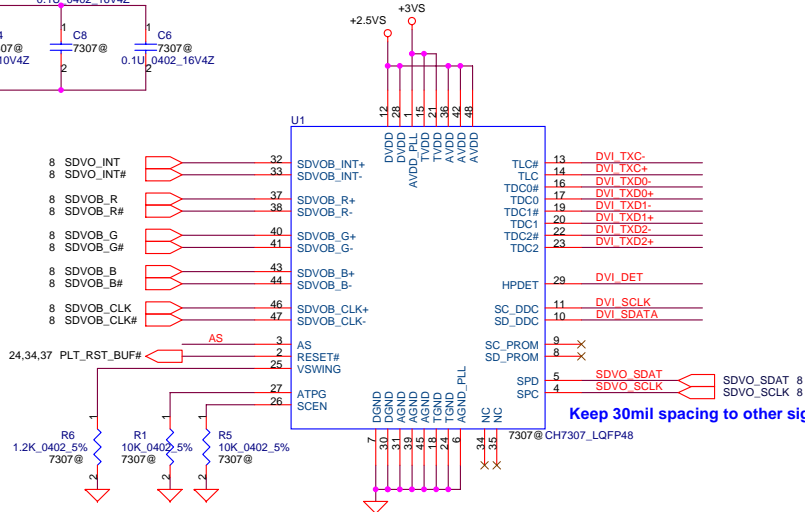 C8
7307@
C6
7307@
0.1U_0402_16V4Z
+3VS
+2.5VS
U1
12 28 1 15 21 36 42 48
DVDD DVDD AVDD_PLL TVDD TVDD AVDD AVDD AVDD
8 SDVO_INT 32 SDVOB_INT+
8 SDVO_INT# 33 SDVOB_INT-
8 SDVOB_R 37 SDVOB_R+
8 SDVOB_R# 38 SDVOB_R-
8 SDVOB_G 40 SDVOB_G+
8 SDVOB_G# 41 SDVOB_G-
8 SDVOB_B 43 SDVOB_B+
8 SDVOB_B# 44 SDVOB_B-
8 SDVOB_CLK 46 SDVOB_CLK+
8 SDVOB_CLK# 47 SDVOB_CLK-
AS 3 AS
24,34,37 PLT_RST_BUF# 2 RESET#
25 VSWING
27 ATPG
26 SCEN
TLC# 13 DVI_TXC-
TLC 14 DVI_TXC+
TDC0# 16 DVI_TXD0-
TDC0 17 DVI_TXD0+
TDC1# 19 DVI_TXD1-
TDC1 20 DVI_TXD1+
TDC2# 22 DVI_TXD2-
TDC2 23 DVI_TXD2+
HPDET 29 DVI_DET
SC_DDC 11 DVI_SCLK
SD_DDC 10 DVI_SDATA
SC_PROM 9
SD_PROM 8
SPD 5 SDVO_SDAT SDVO_SDAT 8
SPC 4 SDVO_SCLK SDVO_SCLK 8
Keep 30mil spacing to other
DGND DGND AGND AGND AGND TGND TGND AGND_PLL NC NC
7 30 31 39 45 18 24 6 34 35
7307@ CH7307_LQFP48
1 1 1
R6
1.2K_0402_5%
7307@
R1
10K_0402_5%
7307@
R5
10K_0402_5%
7307@
2 2 2